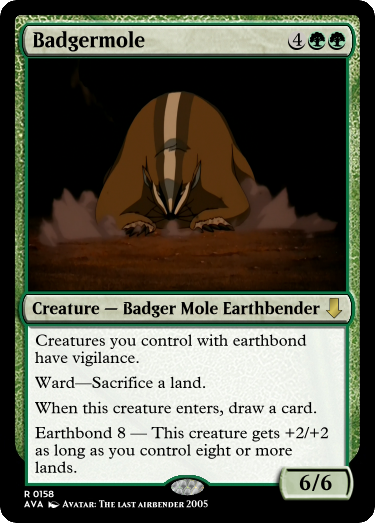 Badgermole 4
Creature — Badger Mole Earthbender
Creatures you control with earthbond
have vigilance.
Ward—Sacrifice a land.
When this creature enters, draw a card.
Earthbond 8 — This creature gets +2/+2
as long as you control eight or more
lands.
6/6
R 0158
AVA Avatar: The last airbender 2005